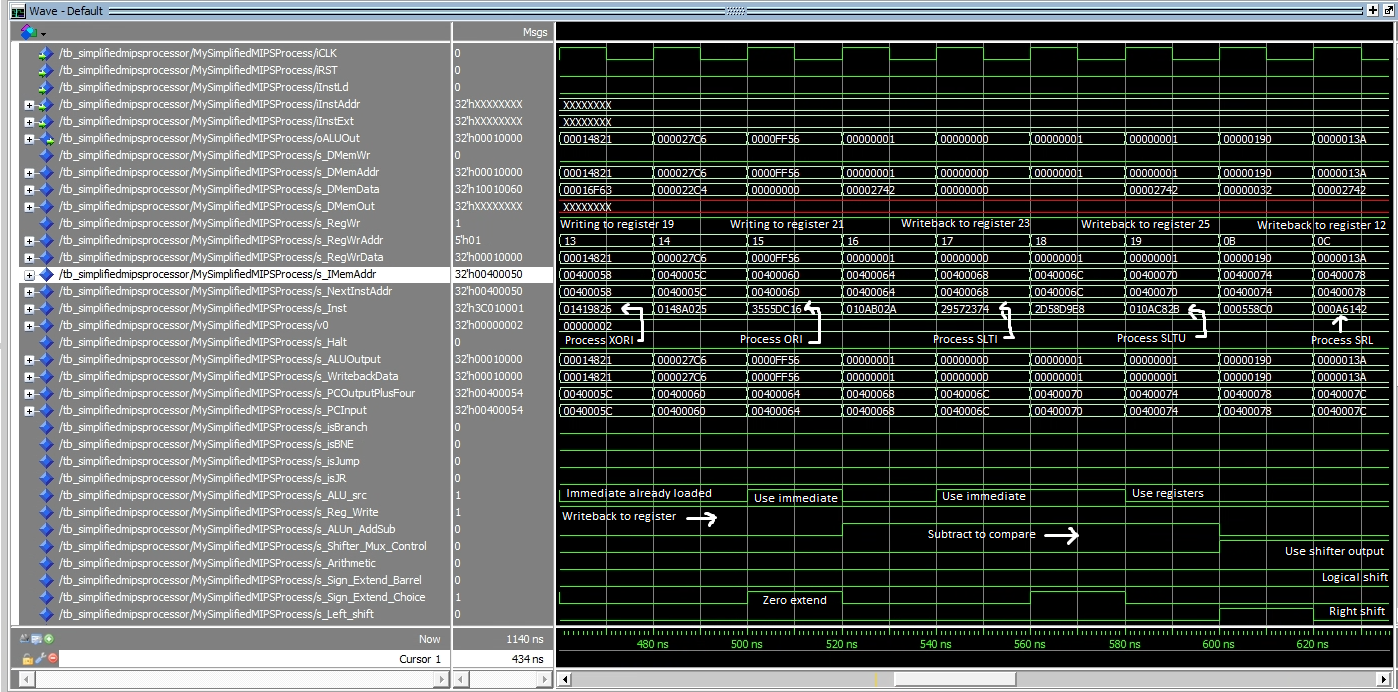 Wave - Default
Msgs
/tb_simplifiedmipsprocessor/MySimplifiedMIPSProcess/iCLK 0
/tb_simplifiedmipsprocessor/MySimplifiedMIPSProcess/iRST 0
/tb_simplifiedmipsprocessor/MySimplifiedMIPSProcess/iInstLd 0
/tb_simplifiedmipsprocessor/MySimplifiedMIPSProcess/iInstAddr 32'hXXXXXXXX XXXXXXXX
/tb_simplifiedmipsprocessor/MySimplifiedMIPSProcess/iInstExt 32'hXXXXXXXX XXXXXXXX
/tb_simplifiedmipsprocessor/MySimplifiedMIPSProcess/oALUOut 32'h00010000 00014821 000027C6 0000FF56 00000001 00000000 00000001 00000001 00000190 0000013A
/tb_simplifiedmipsprocessor/MySimplifiedMIPSProcess/s_DMemWr 0
/tb_simplifiedmipsprocessor/MySimplifiedMIPSProcess/s_DMemAddr 32'h00010000 00014821 000027C6 0000FF56 00000001 00000000 00000001 00000001 00000190 0000013A
/tb_simplifiedmipsprocessor/MySimplifiedMIPSProcess/s_DMemData 32'h10010060 00016F63 000022C4 00000000 00002742 00000000 00002742 00000032 00002742
/tb_simplifiedmipsprocessor/MySimplifiedMIPSProcess/s_DMemOut 32'hXXXXXXXX XXXXXXXX
/tb_simplifiedmipsprocessor/MySimplifiedMIPSProcess/s_RegWr 1 Writing to register 19 Writing to register 21 Writeback to register 23 Writeback to register 25 Writeback to register 12
/tb_simplifiedmipsprocessor/MySimplifiedMIPSProcess/s_RegWrAddr 5'h01 13 14 15 16 17 18 19 0B 0C
/tb_simplifiedmipsprocessor/MySimplifiedMIPSProcess/s_RegWrData 32'h00010000 00014821 000027C6 0000FF56 00000001 00000000 00000001 00000001 00000190 0000013A
/tb_simplifiedmipsprocessor/MySimplifiedMIPSProcess/s_IMemAddr 32'h00400050 00400058 0040005C 00400060 00400064 00400068 0040006C 00400070 00400074 00400078
/tb_simplifiedmipsprocessor/MySimplifiedMIPSProcess/s_NextInstAddr 32'h00400050 00400058 0040005C 00400060 00400064 00400068 0040006C 00400070 00400074 00400078
/tb_simplifiedmipsprocessor/MySimplifiedMIPSProcess/s_Inst 32'h3C010001 01419826 0148A025 3555DC16 010AB02A 29572374 2D58D9E8 010AC82B 000558C0 000A6142
/tb_simplifiedmipsprocessor/MySimplifiedMIPSProcess/v0 32'h00000002 00000002
/tb_simplifiedmipsprocessor/MySimplifiedMIPSProcess/s_Halt 0 Process XORI Process ORI Process SLTI Process SLTU Process SRL
/tb_simplifiedmipsprocessor/MySimplifiedMIPSProcess/s_ALUOutput 32'h00010000 00014821 000027C6 0000FF56 00000001 00000000 00000001 00000001 00000190 0000013A
/tb_simplifiedmipsprocessor/MySimplifiedMIPSProcess/s_WritebackData 32'h00010000 00014821 000027C6 0000FF56 00000001 00000000 00000001 00000001 00000190 0000013A
/tb_simplifiedmipsprocessor/MySimplifiedMIPSProcess/s_PCOutputPlusFour 32'h00400054 0040005C 00400060 00400064 00400068 0040006C 00400070 00400074 00400078 0040007C
/tb_simplifiedmipsprocessor/MySimplifiedMIPSProcess/s_PCInput 32'h00400054 0040005C 00400060 00400064 00400068 0040006C 00400070 00400074 00400078 0040007C
/tb_simplifiedmipsprocessor/MySimplifiedMIPSProcess/s_isBranch 0
/tb_simplifiedmipsprocessor/MySimplifiedMIPSProcess/s_isBNE 0
/tb_simplifiedmipsprocessor/MySimplifiedMIPSProcess/s_isJump 0
/tb_simplifiedmipsprocessor/MySimplifiedMIPSProcess/s_isJR 0
/tb_simplifiedmipsprocessor/MySimplifiedMIPSProcess/s_ALU_src 1 Immediate already loaded Use immediate Use immediate Use registers
/tb_simplifiedmipsprocessor/MySimplifiedMIPSProcess/s_Reg_Write 1 Writeback to register
/tb_simplifiedmipsprocessor/MySimplifiedMIPSProcess/s_ALUn_AddSub 0 Subtract to compare
/tb_simplifiedmipsprocessor/MySimplifiedMIPSProcess/s_Shifter_Mux_Control 0 Use shifter output
/tb_simplifiedmipsprocessor/MySimplifiedMIPSProcess/s_Arithmetic 0 Logical shift
/tb_simplifiedmipsprocessor/MySimplifiedMIPSProcess/s_Sign_Extend_Barrel 0
/tb_simplifiedmipsprocessor/MySimplifiedMIPSProcess/s_Sign_Extend_Choice 1 Zero extend
/tb_simplifiedmipsprocessor/MySimplifiedMIPSProcess/s_Left_shift 0 Right shift
Now 1140 ns 480 ns 500 ns 520 ns 540 ns 560 ns 580 ns 600 ns 620 ns
Cursor 1 434 ns